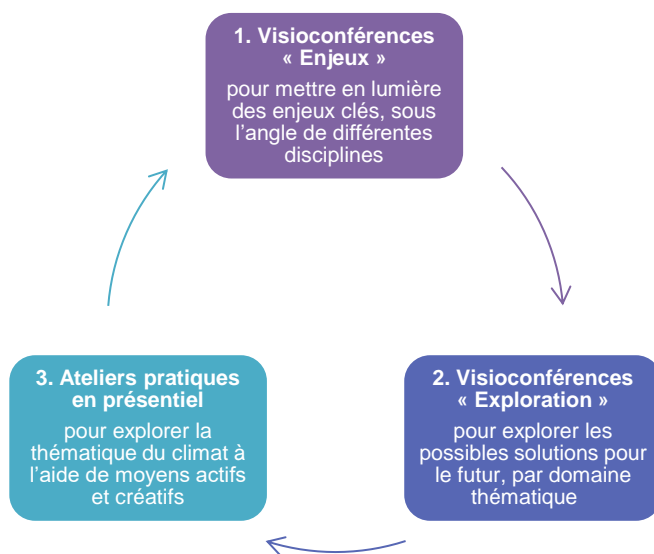 1. Visioconférences
« Enjeux »
pour mettre en lumière
des enjeux clés, sous
l'angle de différentes
disciplines
2. Visioconférences
« Exploration »
pour explorer les
possibles solutions pour
le futur, par domaine
thématique
3. Ateliers pratiques
en présentiel
pour explorer la
thématique du climat à
l'aide de moyens actifs
et créatifs